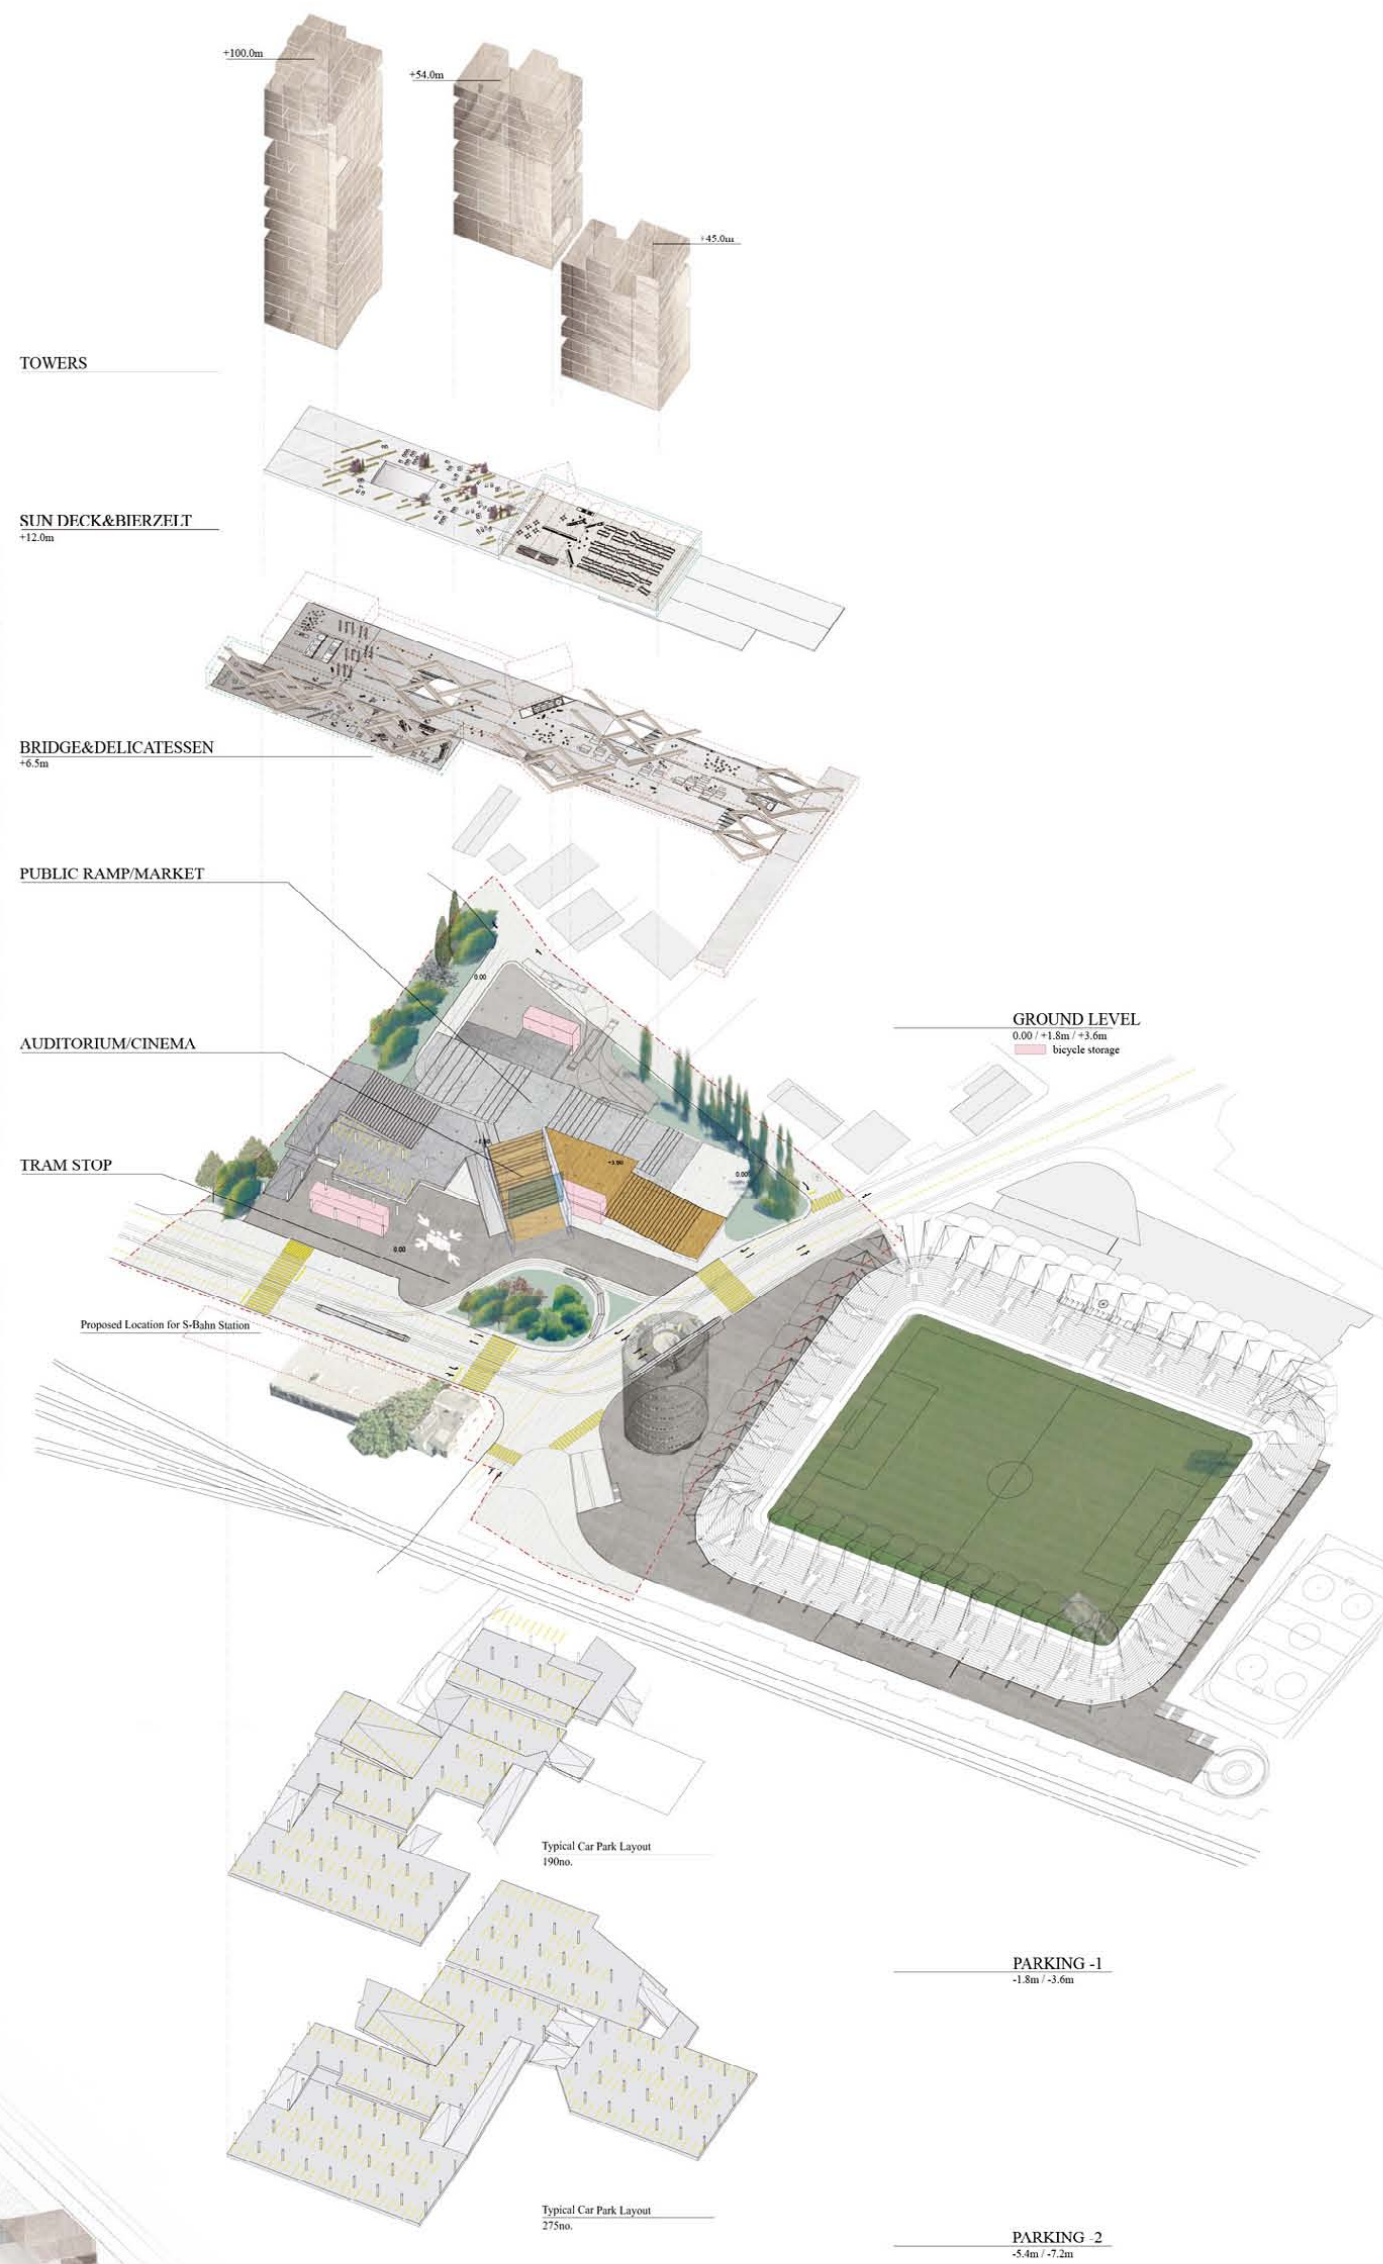 +100.0m
+54.0m
+45.0m
TOWERS
SUN DECK&BIERZELT
+12.0m
BRIDGE&DELICATESSEN
+6.5m
PUBLIC RAMP/MARKET
0.00
GROUND LEVEL
0.00 / +1.8m / +3.6m
bicycle storage
AUDITORIUM/CINEMA
TRAM STOP
0.00
0.00
Proposed Location for S-Bahn Station
Typical Car Park Layout
190no.
PARKING -1
-1.8m / -3.6m
Typical Car Park Layout
275no.
PARKING -2
-5.4m / -7.2m